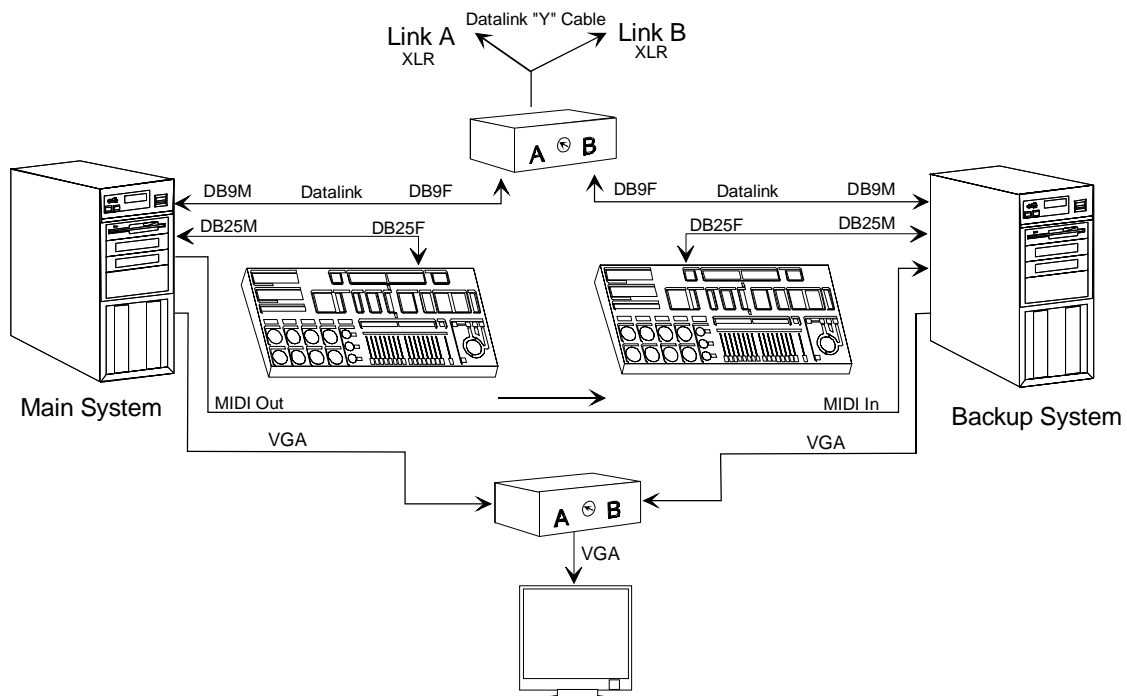 Datalink "Y" Cable
Link A
XLR
Link B
XLR
A B
DB9M Datalink DB9F
DB9F Datalink DB9M
DB25M DB25F
DB25F DB25M
Main System
MIDI Out MIDI In
Backup System
VGA
VGA
A B
VGA